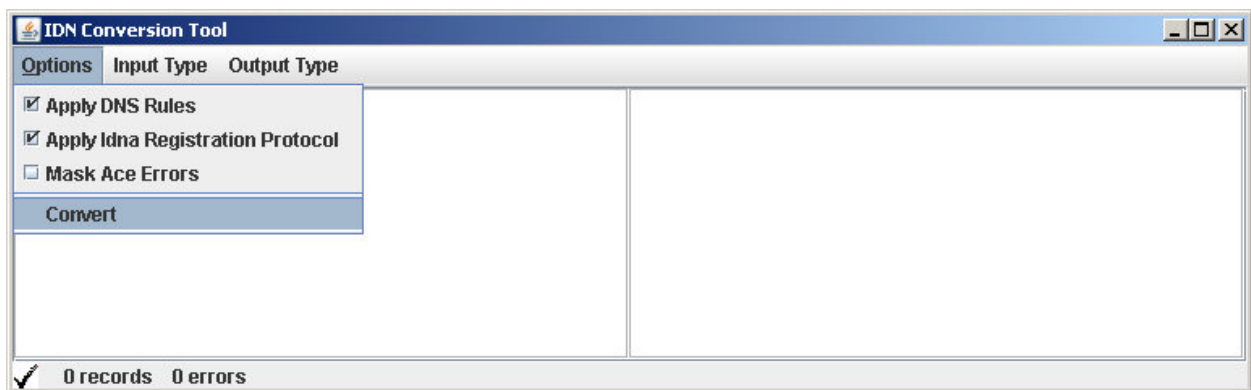 IDN Conversion Tool
Options Input Type Output Type
Apply DNS Rules
Apply Idna Registration Protocol
Mask Ace Errors
Convert
0 records 0 errors